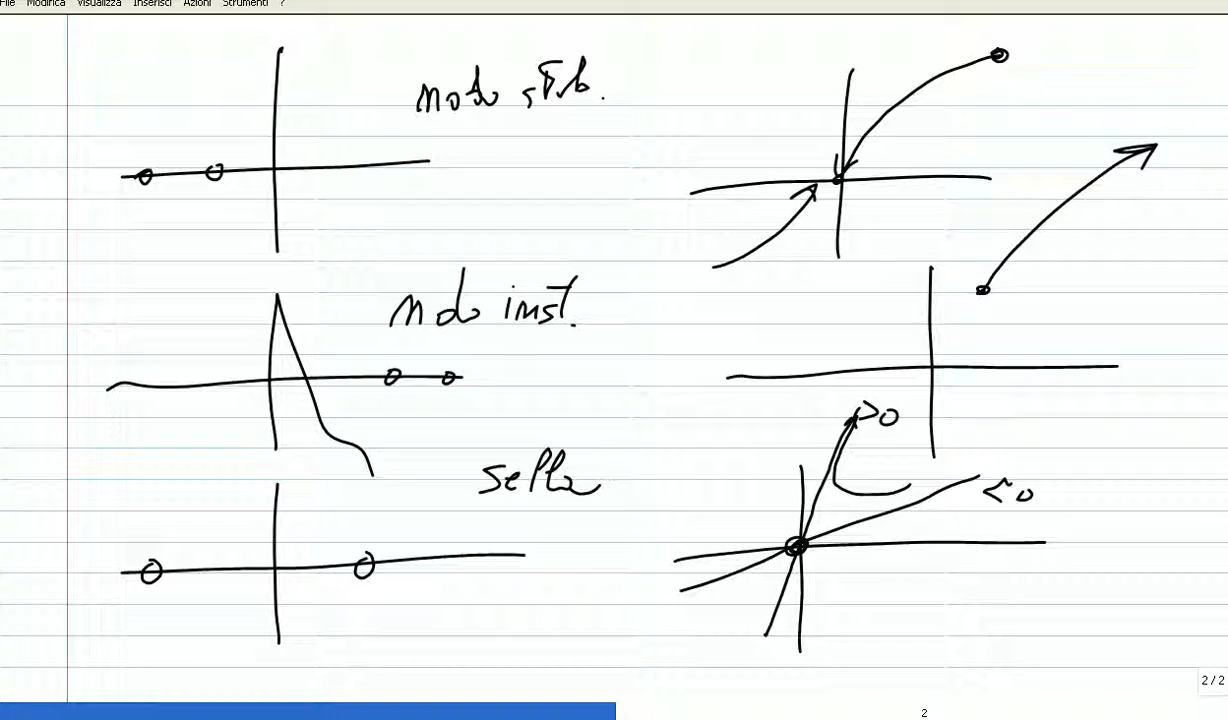 File Modifica Visualizza Inserisci Azioni Strumenti ?
nodo stab.
nodo inst.
>0
sella
<0
2 / 2
2